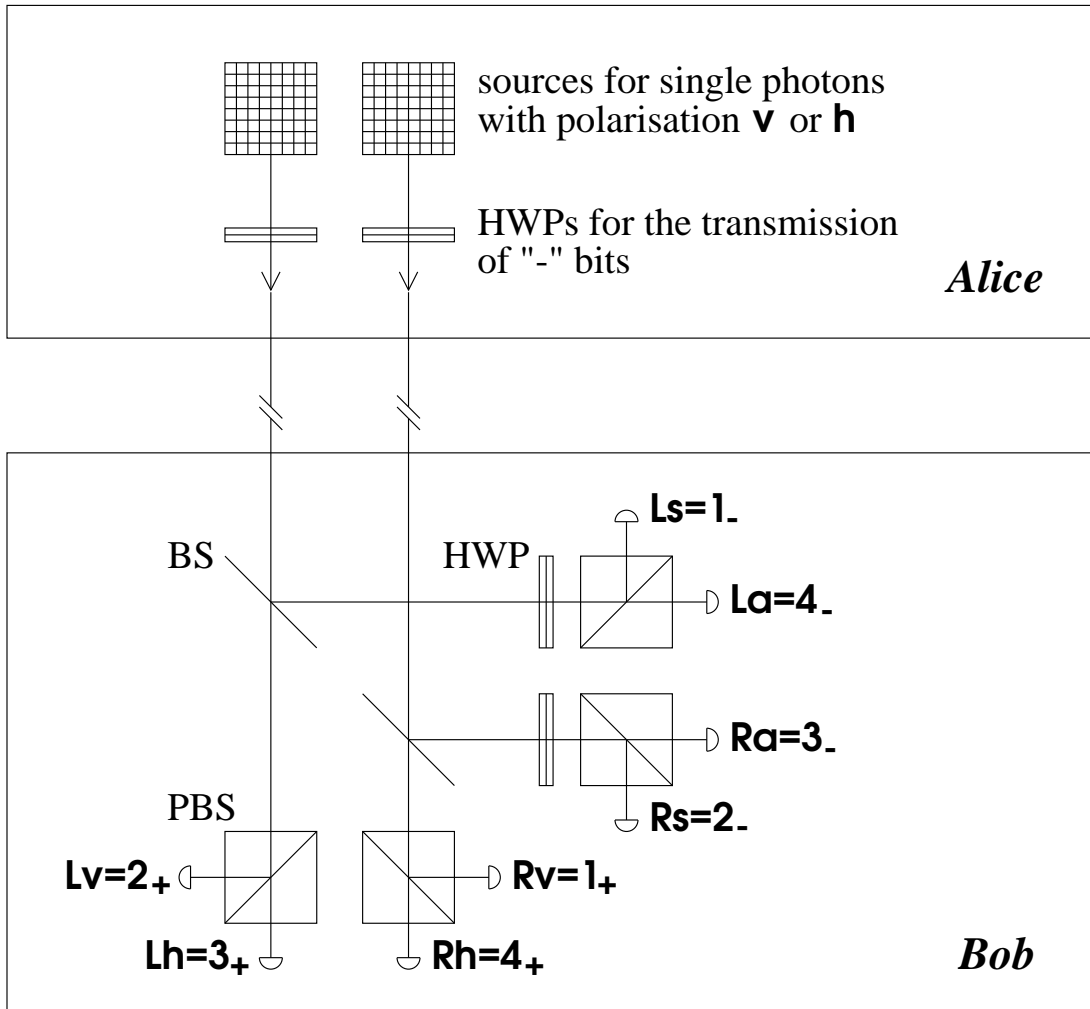 sources for single photons
with polarisation v or h
HWPs for the transmission
of "-" bits
Alice
Ls=1-
BS
HWP
La=4-
Ra=3-
Rs=2-
PBS
Lv=2+
Rv=1+
Lh=3+
Rh=4+
Bob